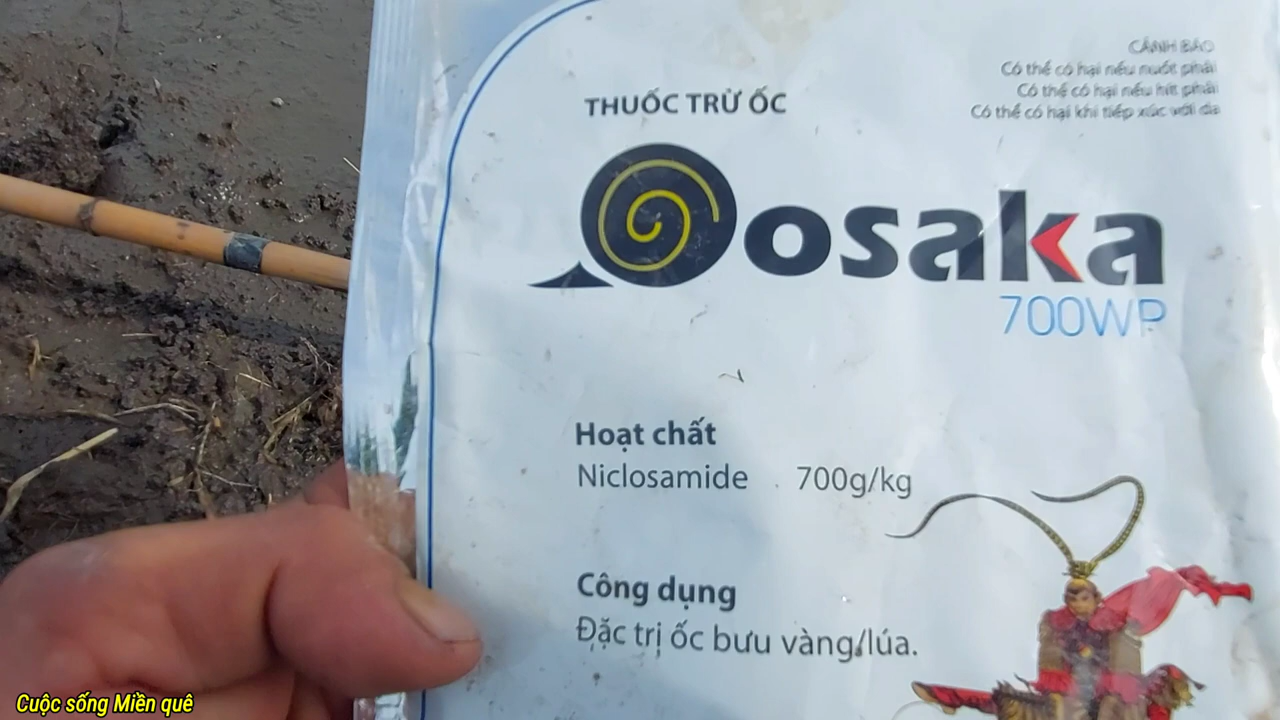 CẢNH BÁO
Có thể có hại nếu nuốt phải
Có thể có hại nếu hít phải
Có thể có hại khi tiếp xúc với da
THUỐC TRỪ ỐC
osaka
700WP
Hoạt chất
Niclosamide 700g/kg
Công dụng
Đặc trị ốc bưu vàng/lúa.
Cuộc sống Miền quê